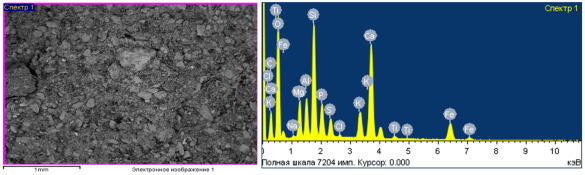 Спектр 1
1mm
Электронное изображение 1
Спектр 1
Ti
O
Fe
C
Cl
Ca
K
Na
Mg
Al
Si
P
S
Cl
K
K
Ca
Ti
Ti
Fe
Fe
0 1 2 3 4 5 6 7 8 9 10
Полная шкала 7204 имп. Курсор: 0.000
кэВ